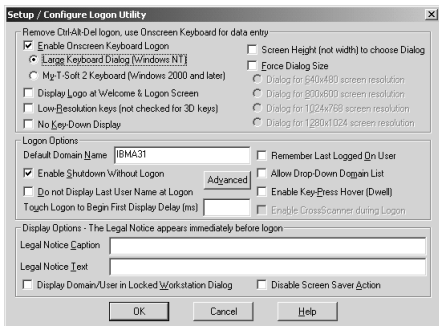 Setup / Configure Logon Utility
Remove Ctrl-Alt-Del logon, use Onscreen Keyboard for data entry
Enable Onscreen Keyboard Logon
Large Keyboard Dialog (Windows NT)
My-T-Soft 2 Keyboard (Windows 2000 and later)
Display Logo at Welcome & Logon Screen
Low-Resolution keys (not checked for 3D keys)
No Key-Down Display
Screen Height (not width) to choose Dialog
Force Dialog Size
Dialog for 640x480 screen resolution
Dialog for 800x600 screen resolution
Dialog for 1024x766 screen resolution
Dialog for 1280x1024 screen resolution
Logon Options
Default Domain Name IBMA31
Enable Shutdown Without Logon
Advanced
Do not Display Last User Name at Logon
Touch Logon to Begin First Display Delay (ms)
Remember Last Logged On User
Allow Drop-Down Domain List
Enable Key-Press Hover (Dwell)
Enable CrossScanner during Logon
Display Options - The Legal Notice appears immediately before logon
Legal Notice Caption
Legal Notice Text
Display Domain/User in Locked Workstation Dialog
Disable Screen Saver Action
OK
Cancel
Help